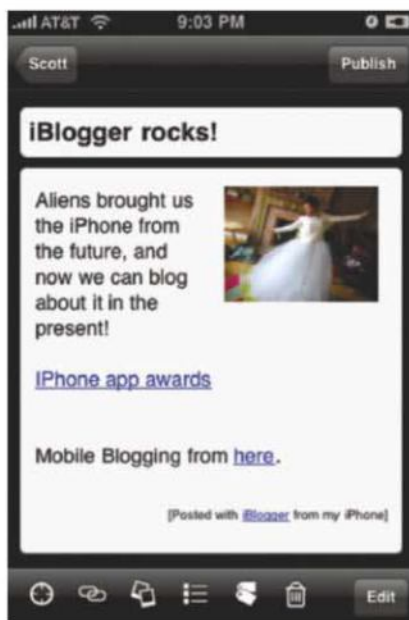 AT&T 9:03 PM
Scott Publish
iBlogger rocks!
Aliens brought us
the iPhone from
the future, and
now we can blog
about it in the
present!
IPhone app awards
Mobile Blogging from here.
[Posted with iBlogger from my iPhone]
Edit